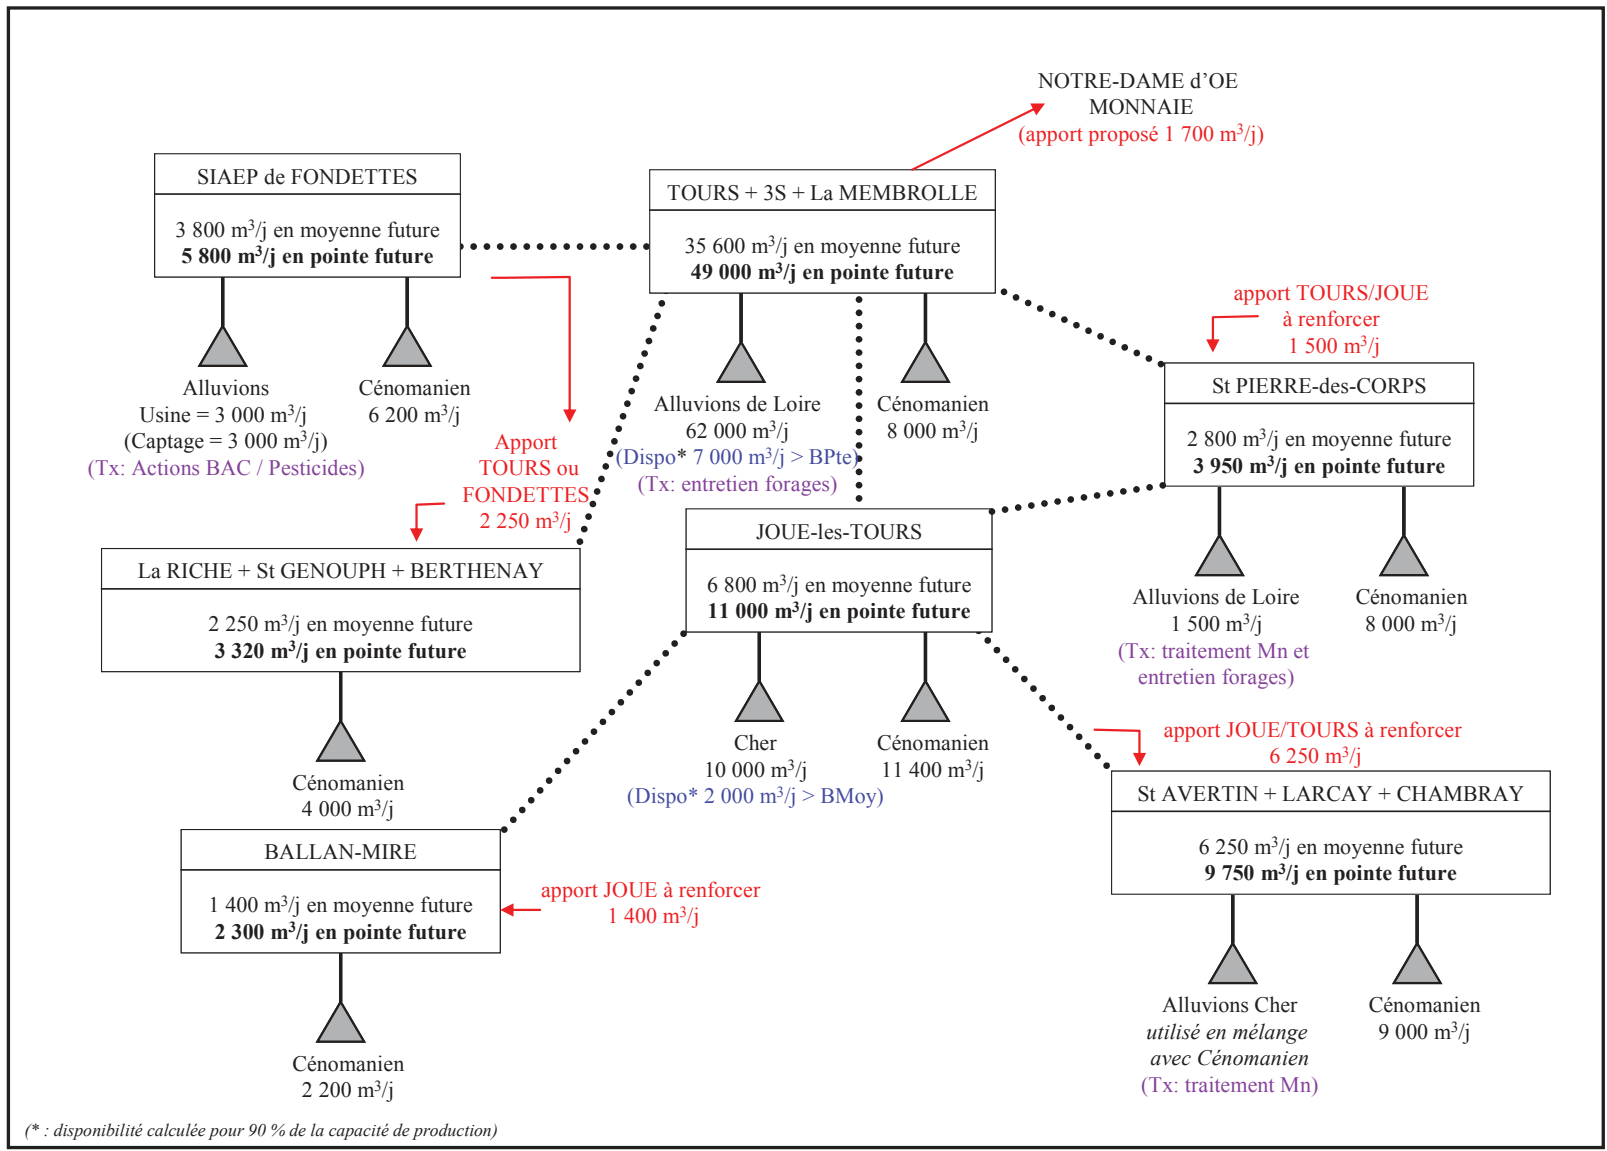 NOTRE-DAME d'OE
MONNAIE
(apport proposé 1 700 m³/j)
SIAEP de FONDETTES
3 800 m³/j en moyenne future
5 800 m³/j en pointe future
Alluvions
Usine = 3 000 m³/j
(Captage = 3 000 m³/j)
(Tx: Actions BAC / Pesticides)
Cénomanien
6 200 m³/j
TOURS + 3S + La MEMBROLLE
35 600 m³/j en moyenne future
49 000 m³/j en pointe future
Alluvions de Loire
62 000 m³/j
(Dispo* 7 000 m³/j > BPte)
(Tx: entretien forages)
Cénomanien
8 000 m³/j
apport TOURS/JOUE
à renforcer
1 500 m³/j
St PIERRE-des-CORPS
2 800 m³/j en moyenne future
3 950 m³/j en pointe future
Alluvions de Loire
1 500 m³/j
(Tx: traitement Mn et
entretien forages)
Cénomanien
8 000 m³/j
Apport
TOURS ou
FONDETTES
2 250 m³/j
La RICHE + St GENOUPH + BERTHENAY
2 250 m³/j en moyenne future
3 320 m³/j en pointe future
Cénomanien
4 000 m³/j
JOUE-les-TOURS
6 800 m³/j en moyenne future
11 000 m³/j en pointe future
Cher
10 000 m³/j
(Dispo* 2 000 m³/j > BMoy)
Cénomanien
11 400 m³/j
apport JOUE/TOURS à renforcer
6 250 m³/j
St AVERTIN + LARCAY + CHAMBRAY
6 250 m³/j en moyenne future
9 750 m³/j en pointe future
Alluvions Cher
utilisé en mélange
avec Cénomanien
(Tx: traitement Mn)
Cénomanien
9 000 m³/j
BALLAN-MIRE
1 400 m³/j en moyenne future
2 300 m³/j en pointe future
apport JOUE à renforcer
1 400 m³/j
Cénomanien
2 200 m³/j
(* : disponibilité calculée pour 90 % de la capacité de production)